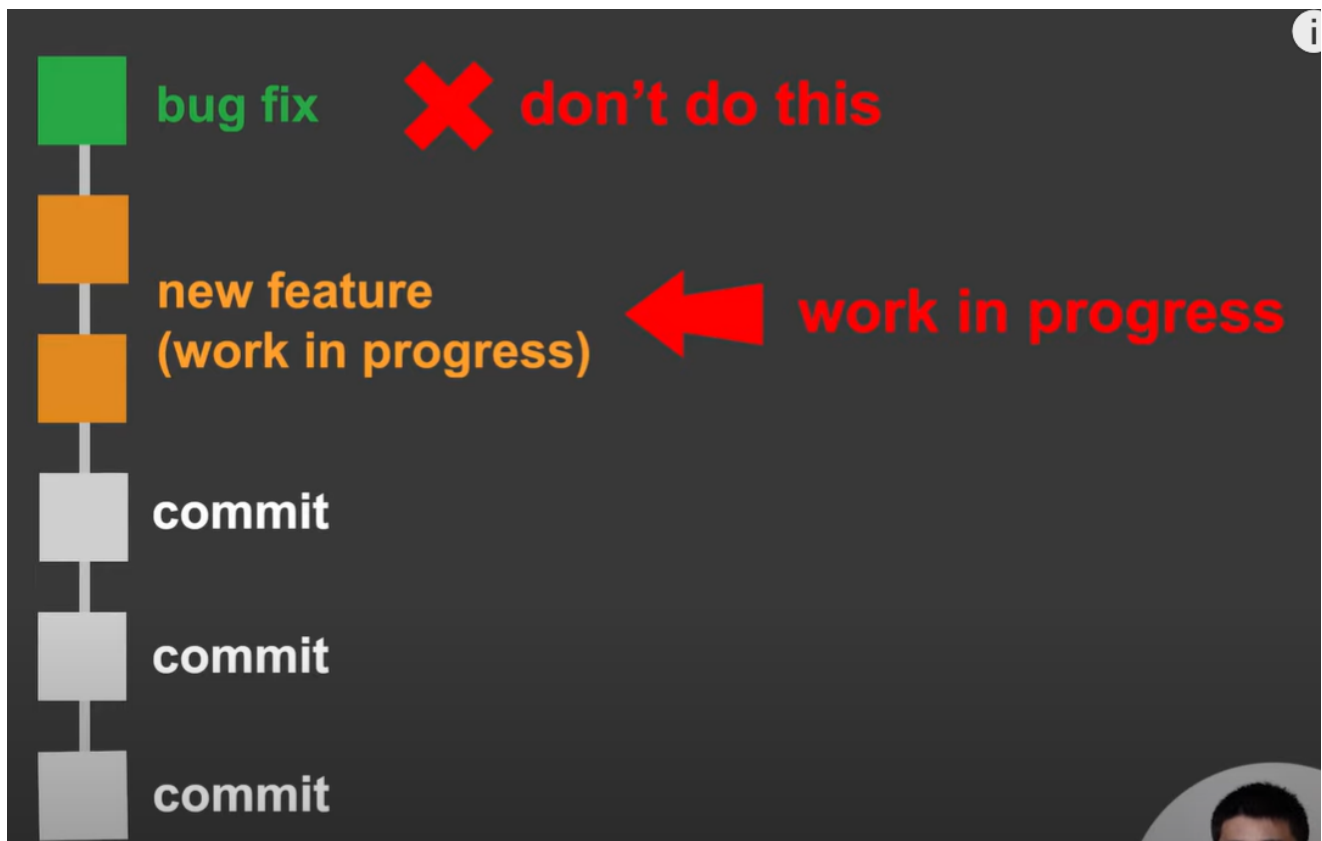 i
bug fix
don't do this
new feature
(work in progress)
work in progress
commit
commit
commit